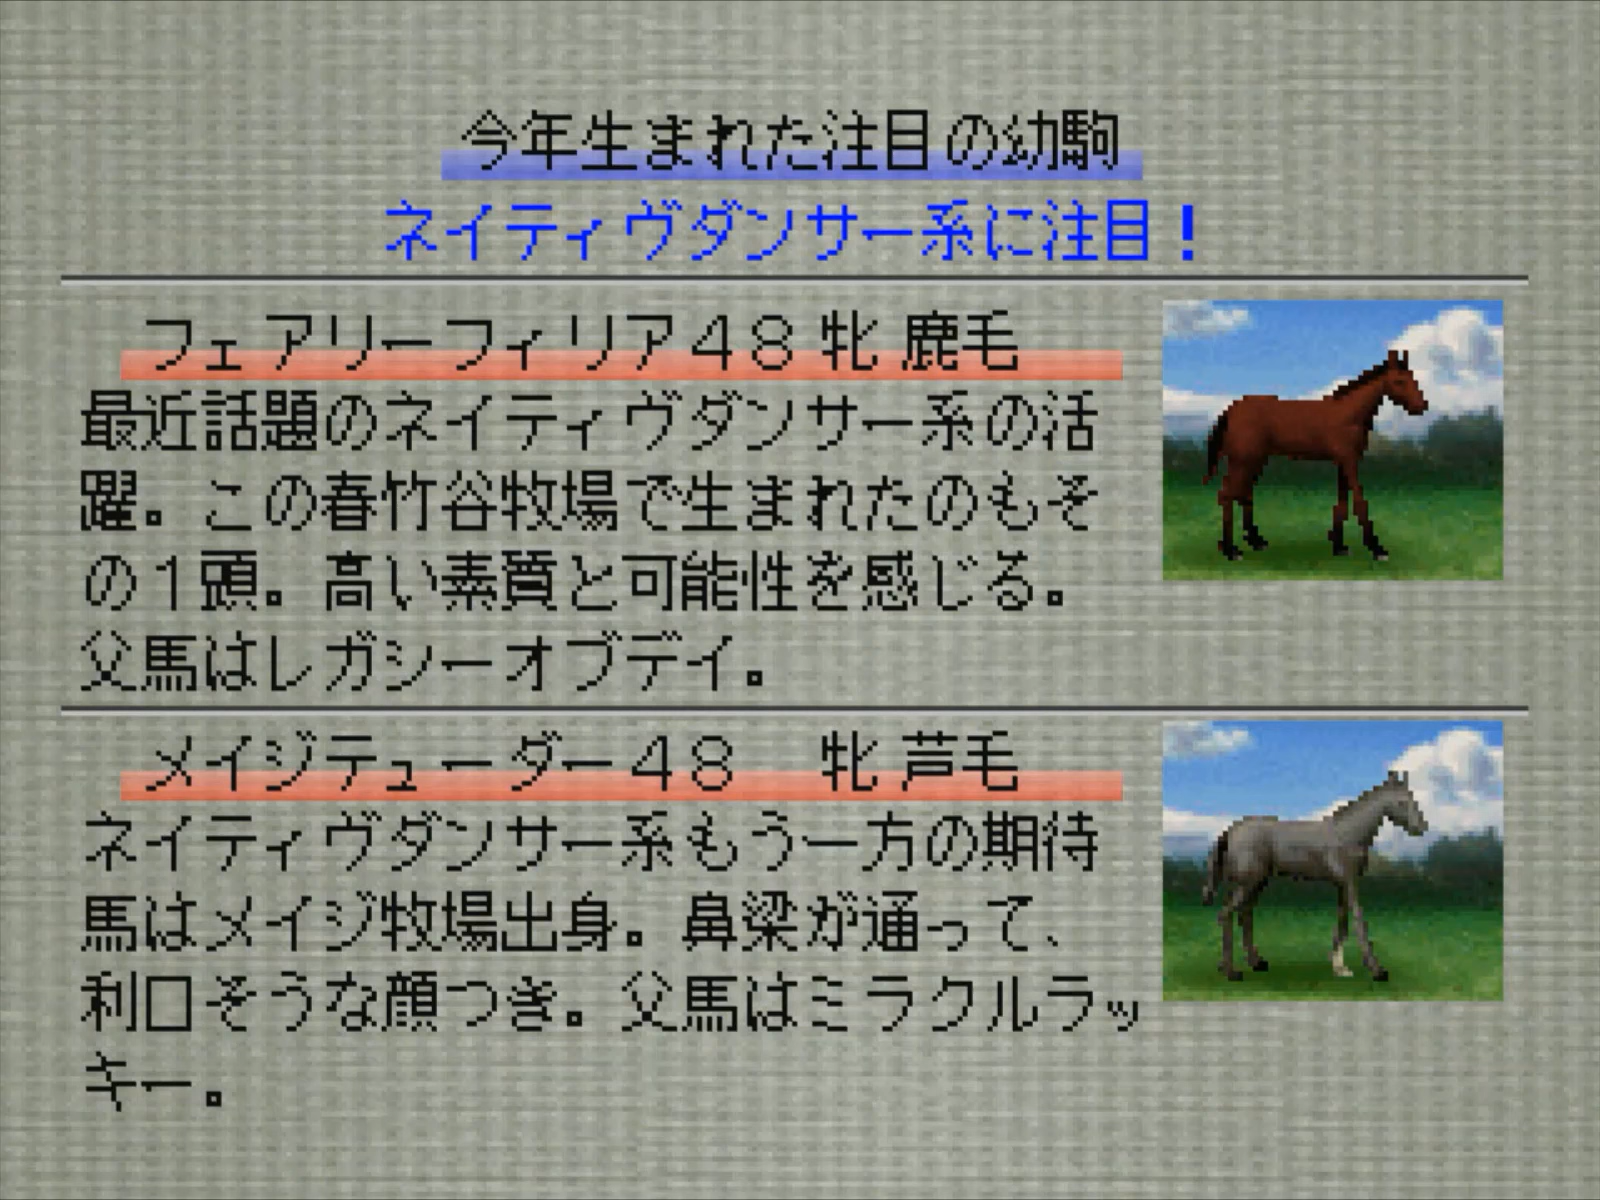 今年生まれた注目の幼駒
ネイティヴダンサー系に注目！
フェアリーフィリア４８ 牝 鹿毛
最近話題のネイティヴダンサー系の活
躍。この春竹谷牧場で生まれたのもそ
の１頭。高い素質と可能性を感じる。
父馬はレガシーオブデイ。
メイジテューダー４８　牝 芦毛
ネイティヴダンサー系もう一方の期待
馬はメイジ牧場出身。鼻梁が通って、
利口そうな顔つき。父馬はミラクルラッ
キー。